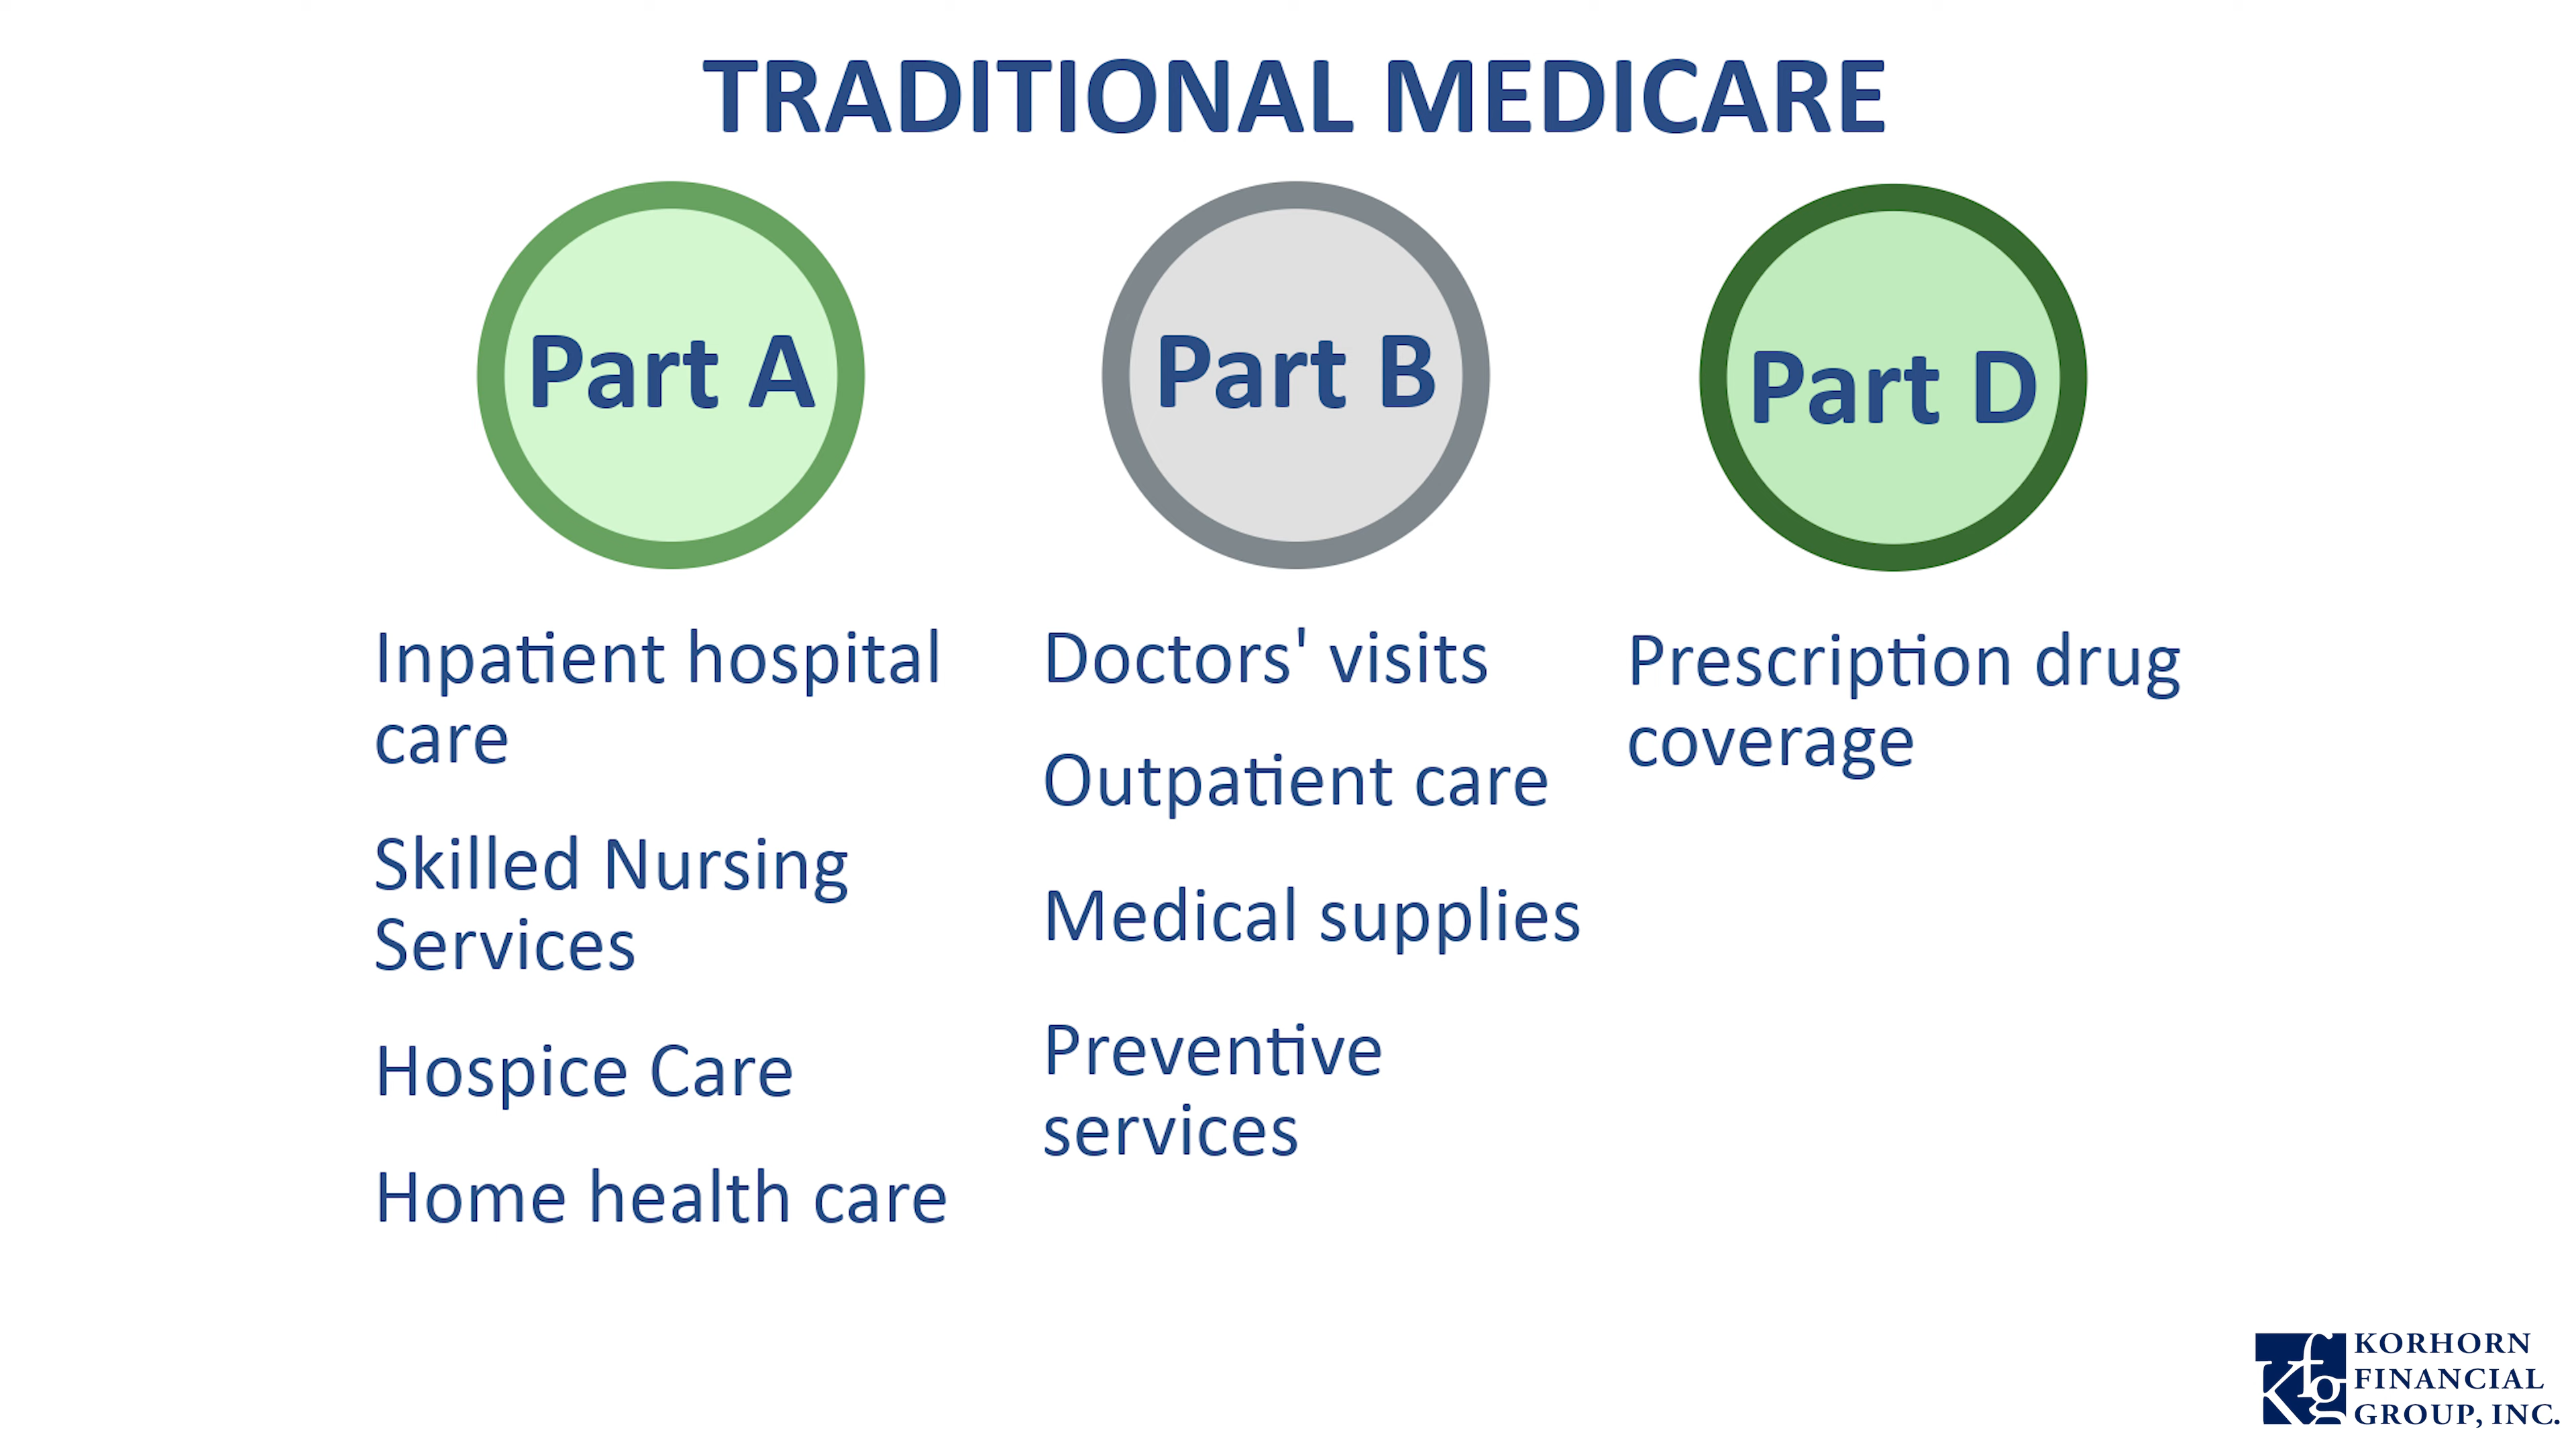 TRADITIONAL MEDICARE
Part A
Inpatient hospital
care
Skilled Nursing
Services
Hospice Care
Home health care
Part B
Doctors' visits
Outpatient care
Medical supplies
Preventive
services
Part D
Prescription drug
coverage
kfg
KORHORN
FINANCIAL
GROUP, INC.